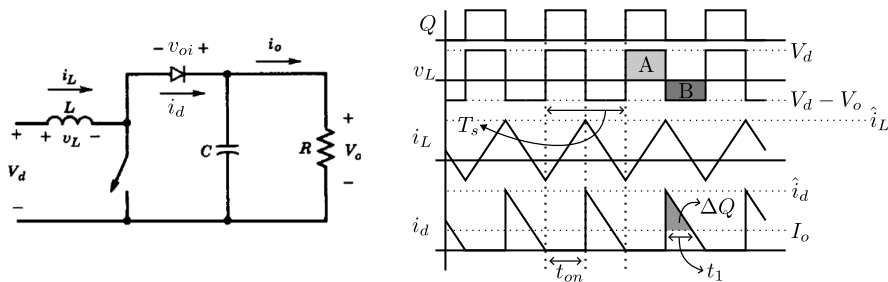 - v_oi +
i_o
i_L
L
+ v_L -
i_d
+
+
V_d
C
R
V_o
-
-
Q
V_d
v_L
A
B
V_d − V_o
T_s
î_L
i_L
î_d
ΔQ
i_d
I_o
t_on
t_1